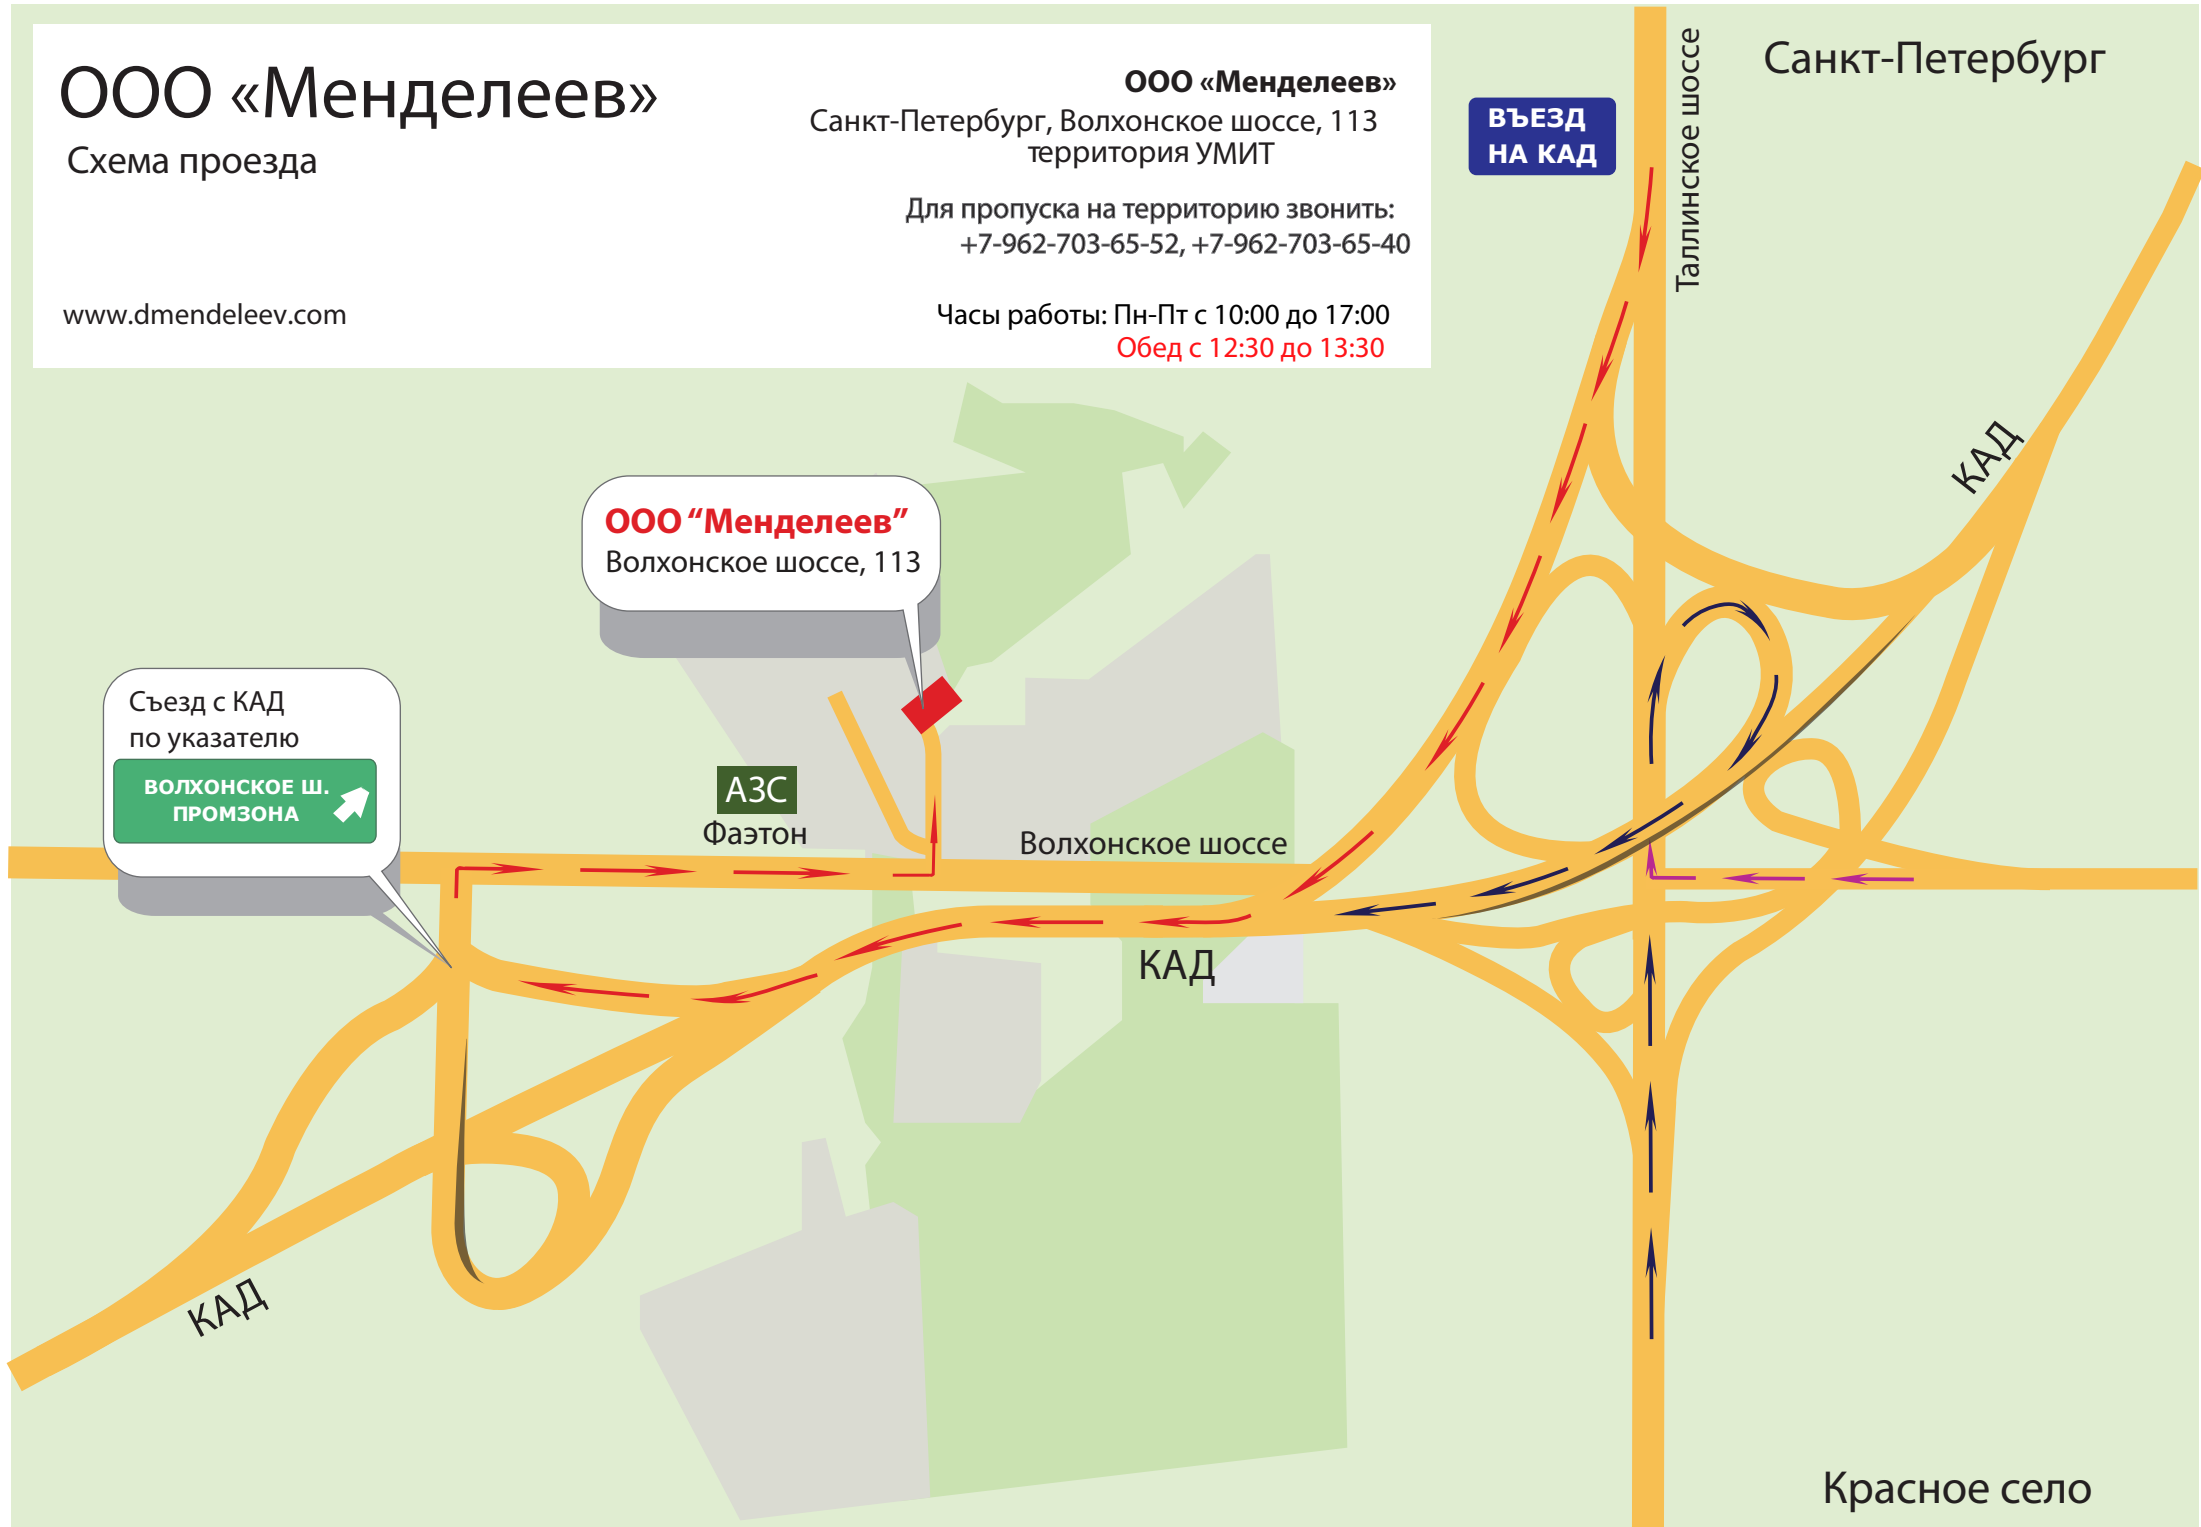 ООО «Менделеев»
Схема проезда
www.dmendeleev.com
ООО «Менделеев»
Санкт-Петербург, Волхонское шоссе, 113
территория УМИТ
Для пропуска на территорию звонить:
+7-962-703-65-52, +7-962-703-65-40
Часы работы: Пн-Пт с 10:00 до 17:00
Обед с 12:30 до 13:30
ВЪЕЗД
НА КАД
Таллинское шоссе
Санкт-Петербург
КАД
ООО “Менделеев”
Волхонское шоссе, 113
Съезд с КАД
по указателю
ВОЛХОНСКОЕ Ш.
ПРОМЗОНА
АЗС
Фаэтон
Волхонское шоссе
КАД
КАД
Красное село